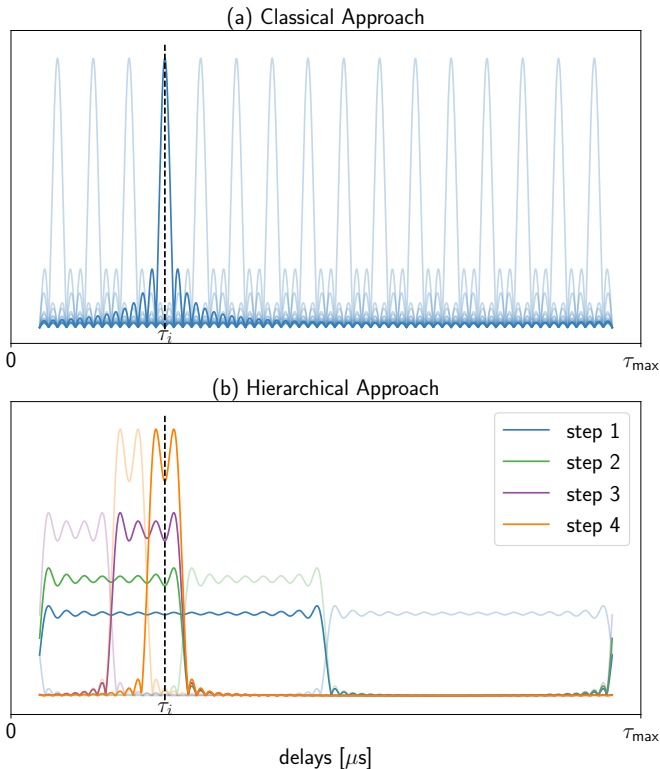 (a) Classical Approach
τᵢ
0 τmax
(b) Hierarchical Approach
step 1
step 2
step 3
step 4
τᵢ
0 τmax
delays [μs]